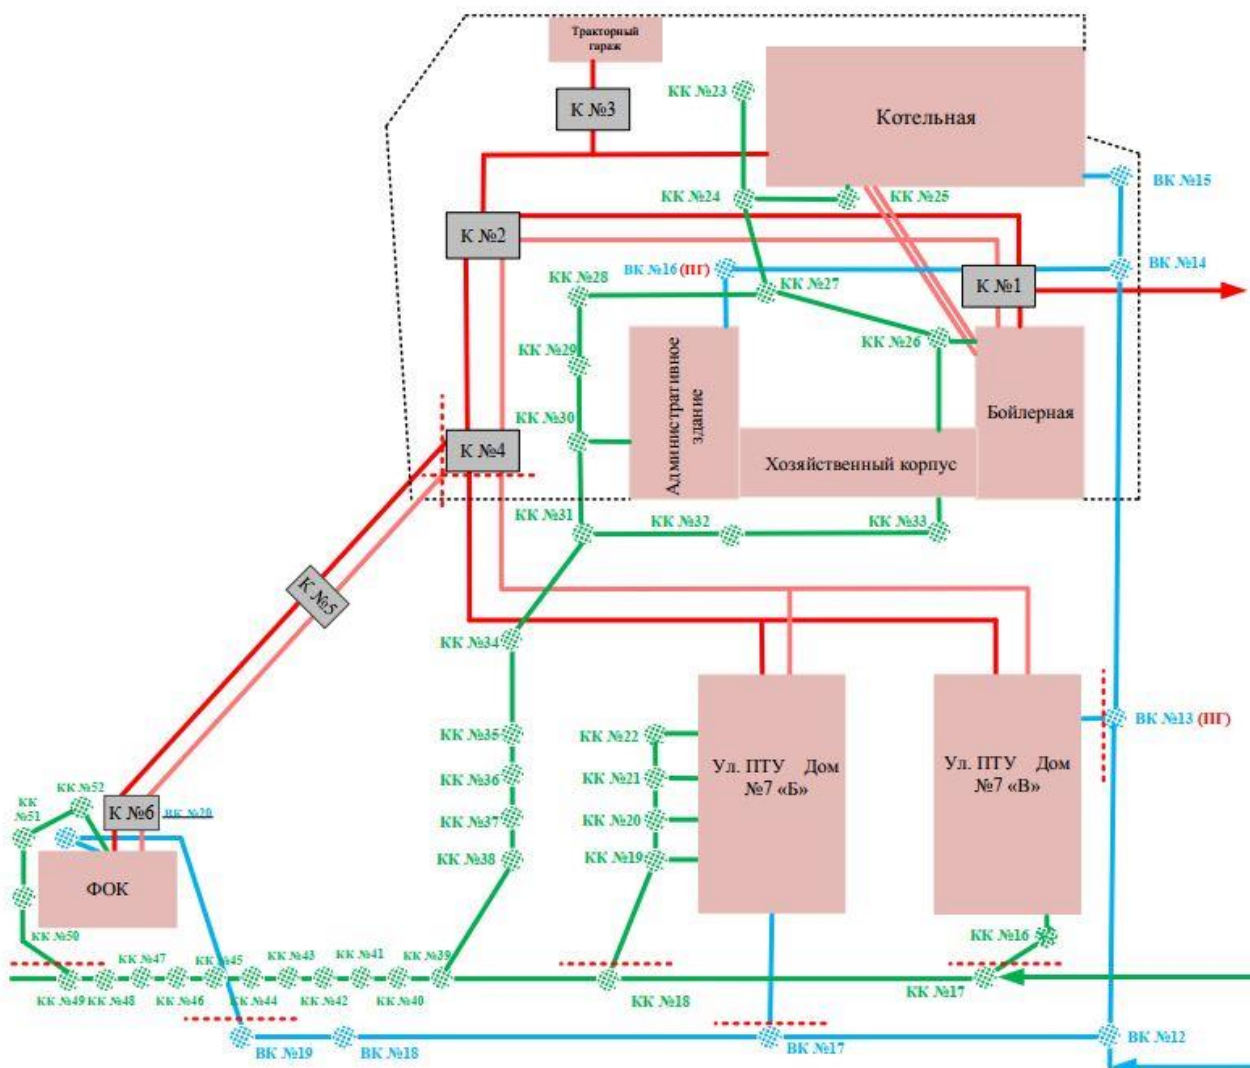 Тракторный
гараж
К №3
КК №23
Котельная
КК №24
КК №25
ВК №15
К №2
ВК №16 (ПГ)
ВК №14
КК №28
КК №27
К №1
КК №29
КК №26
Административное
здание
Бойлерная
КК №30
К №4
Хозяйственный корпус
КК №31
КК №32
КК №33
К №5
КК №34
ВК №13 (ПГ)
КК №35
КК №22
КК №36
КК №21
Ул. ПТУ Дом
№7 «Б»
Ул. ПТУ Дом
№7 «В»
КК №37
КК №20
КК №38
КК №19
КК №52
КК
№51
К №6
ВК №20
ФОК
КК №50
КК №16
КК №47
КК №45
КК №43
КК №41
КК №39
КК №49
КК №48
КК №46
КК №44
КК №42
КК №40
КК №18
КК №17
ВК №19
ВК №18
ВК №17
ВК №12